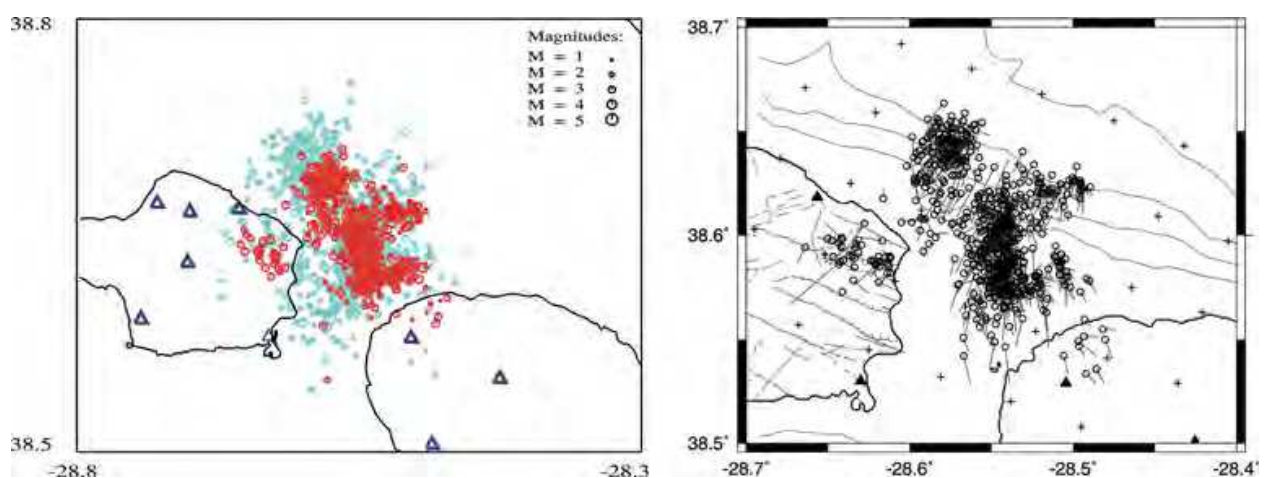 38.8
Magnitudes:
M = 1
M = 2
M = 3
M = 4
M = 5
38.5
-28.8
-28.3
38.7˚
38.6˚
38.5˚
-28.7˚
-28.6˚
-28.5˚
-28.4˚